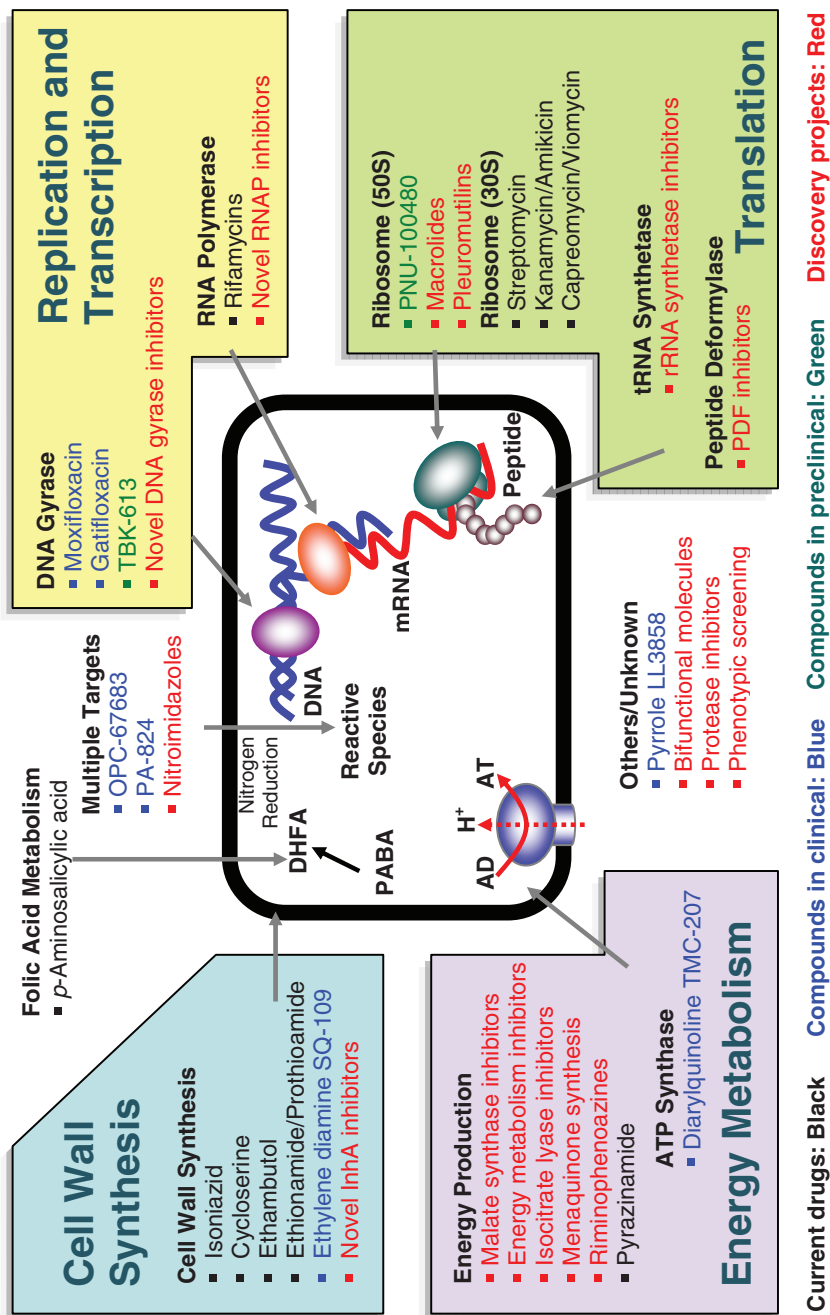 Cell Wall
Synthesis
Cell Wall Synthesis
Isoniazid
Cycloserine
Ethambutol
Ethionamide/Prothioamide
Ethylene diamine SQ-109
Novel InhA inhibitors
Folic Acid Metabolism
p-Aminosalicylic acid
Multiple Targets
OPC-67683
PA-824
Nitroimidazoles
DNA Gyrase
Moxifloxacin
Gatifloxacin
TBK-613
Novel DNA gyrase inhibitors
Replication and
Transcription
RNA Polymerase
Rifamycins
Novel RNAP inhibitors
Nitrogen
Reduction
DHFA
PABA
Reactive
Species
DNA
mRNA
Peptide
AD
H+
AT
Energy Production
Malate synthase inhibitors
Energy metabolism inhibitors
Isocitrate lyase inhibitors
Menaquinone synthesis
Riminophenoazines
Pyrazinamide
ATP Synthase
Diarylquinoline TMC-207
Energy Metabolism
Others/Unknown
Pyrrole LL3858
Bifunctional molecules
Protease inhibitors
Phenotypic screening
Ribosome (50S)
PNU-100480
Macrolides
Pleuromutilins
Ribosome (30S)
Streptomycin
Kanamycin/Amikicin
Capreomycin/Viomycin
tRNA Synthetase
rRNA synthetase inhibitors
Peptide Deformylase
PDF inhibitors
Translation
Current drugs: Black Compounds in clinical: Blue Compounds in preclinical: Green Discovery projects: Red